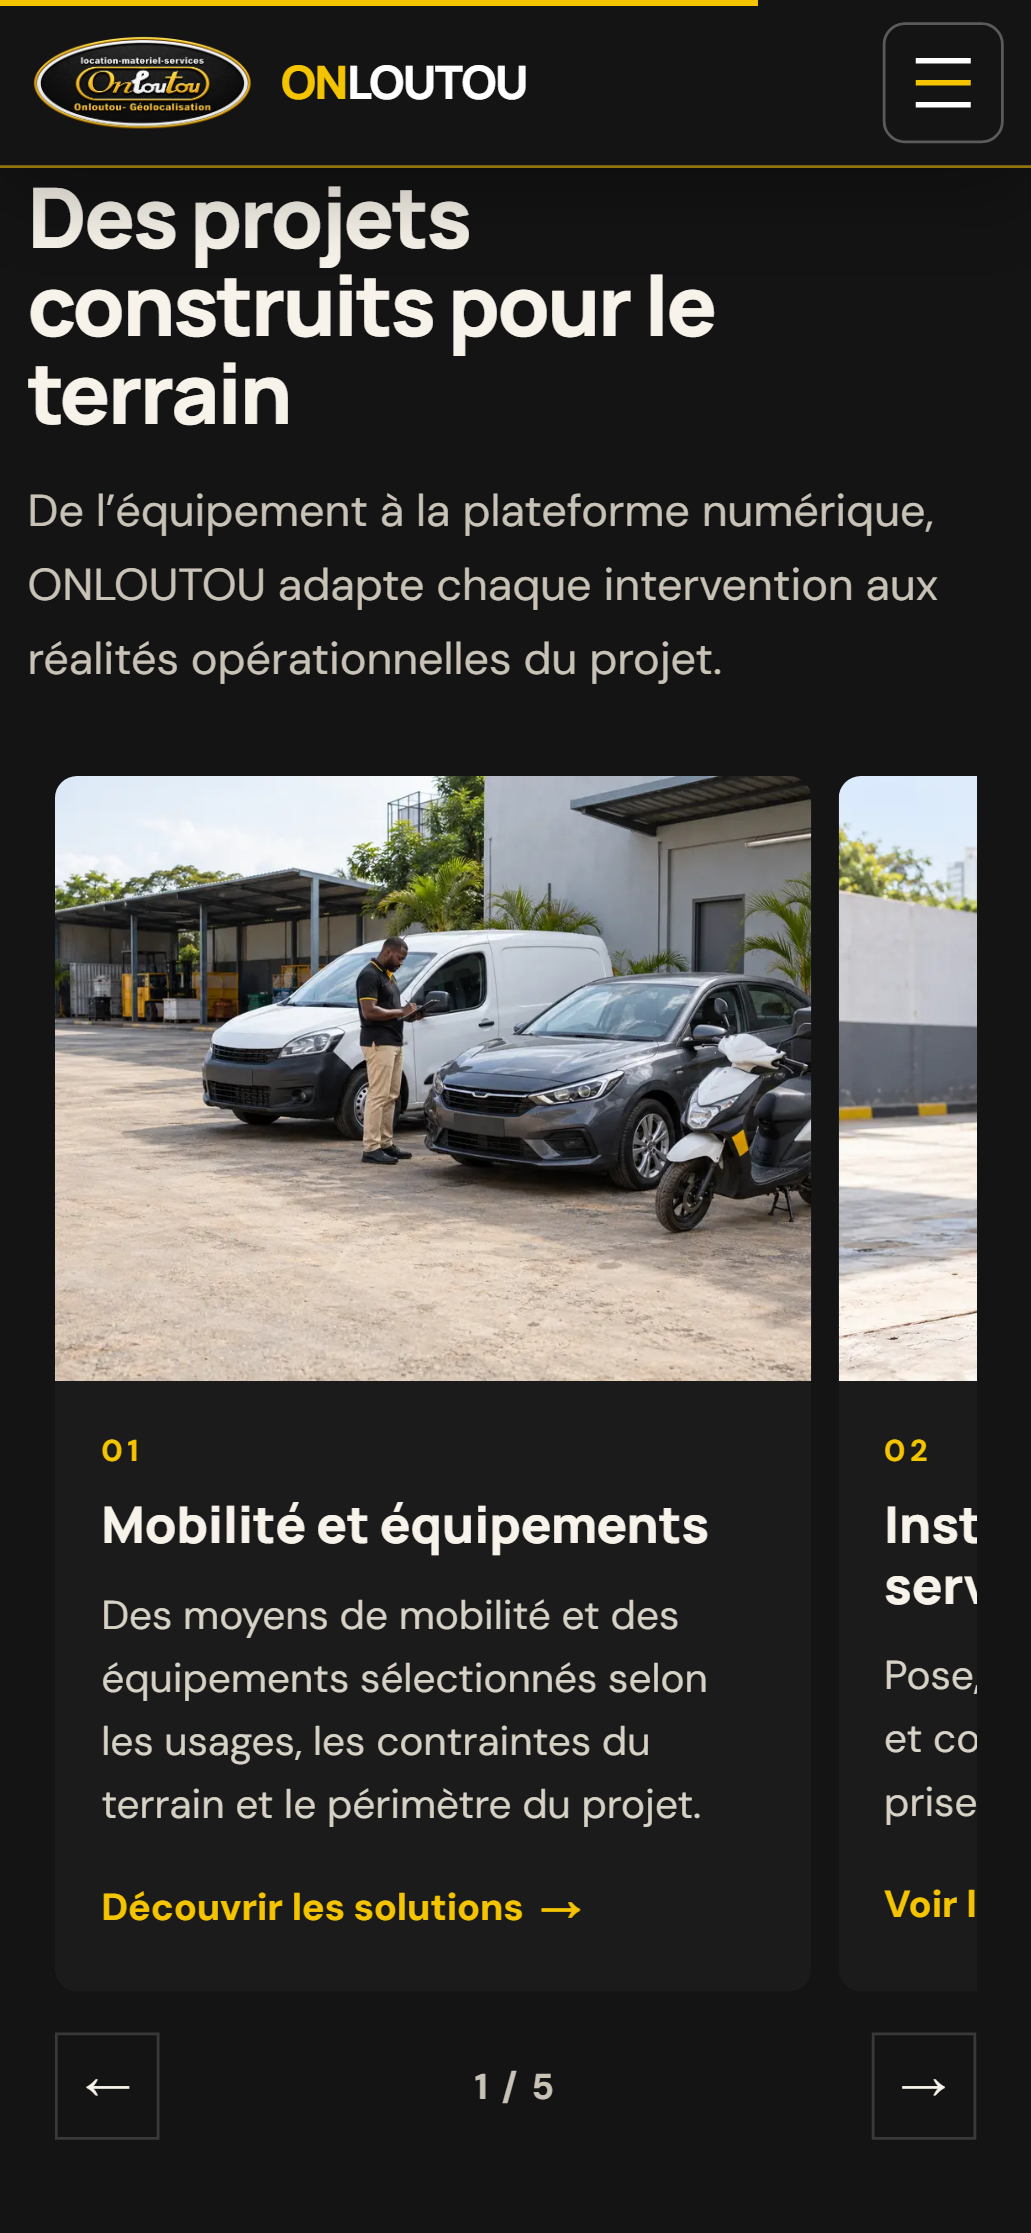 location-materiel-services
Onloutou
Onloutou- Géolocalisation
ONLOUTOU
Des projets
construits pour le
terrain
De l’équipement à la plateforme numérique,
ONLOUTOU adapte chaque intervention aux
réalités opérationnelles du projet.
01
Mobilité et équipements
Des moyens de mobilité et des
équipements sélectionnés selon
les usages, les contraintes du
terrain et le périmètre du projet.
Découvrir les solutions →
02
Inst
serv
Pose,
et co
prise
Voir l
← 1 / 5 →